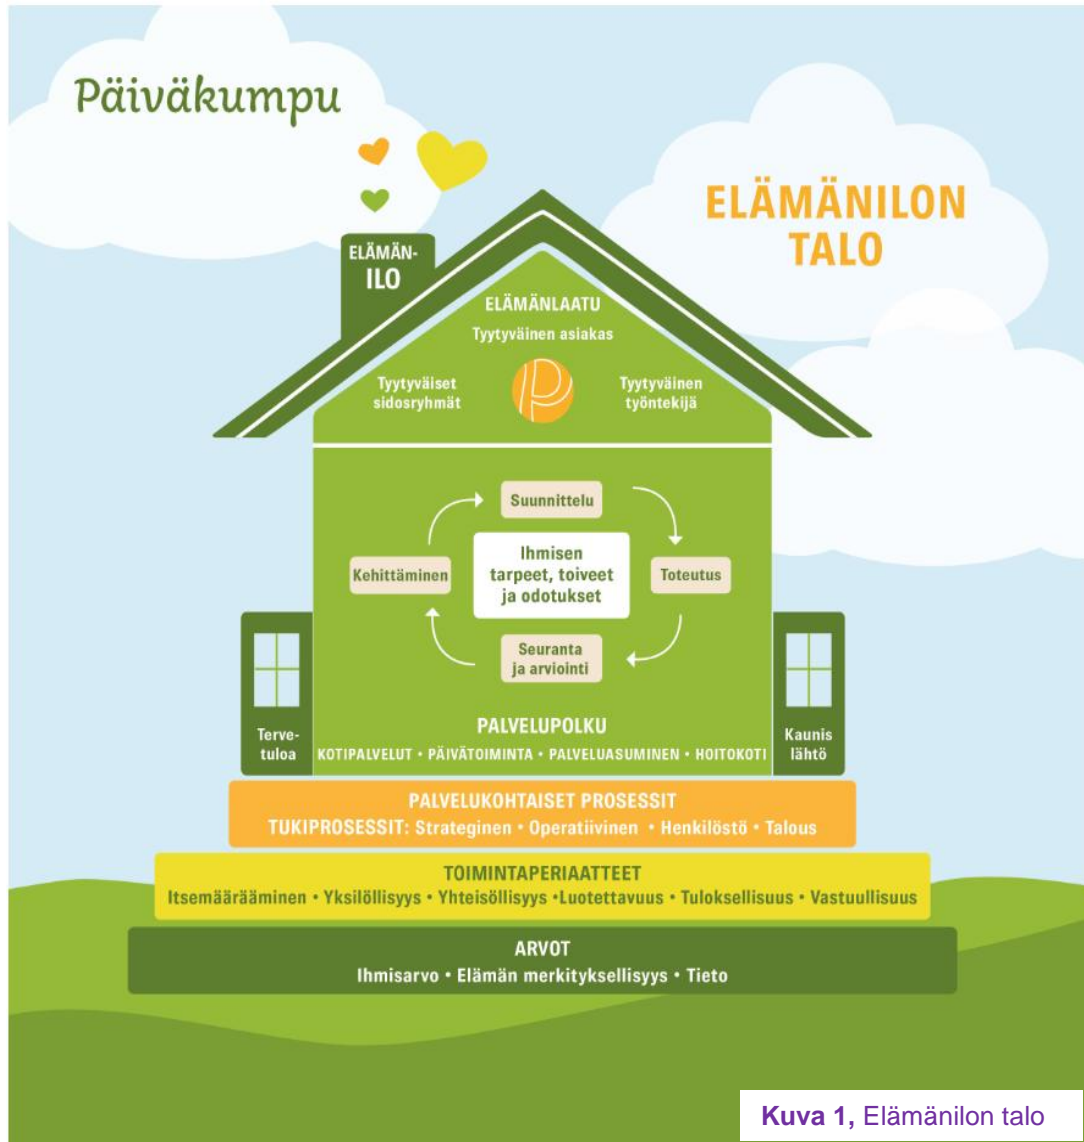 Päiväkumpu
ELÄMÄNILON
TALO
ELÄMÄN-
ILO
ELÄMÄNLAATU
Tyytyväinen asiakas
Tyytyväiset
sidosryhmät
Tyytyväinen
työntekijä
Suunnittelu
Kehittäminen
Ihmisen
tarpeet, toiveet
ja odotukset
Toteutus
Seuranta
ja arviointi
Terve-
tuloa
PALVELUPOLKU
KOTIPALVELUT • PÄIVÄTOIMINTA • PALVELUASUMINEN • HOITOKOTI
Kaunis
lähtö
PALVELUKOHTAISET PROSESSIT
TUKIPROSESSIT: Strateginen • Operatiivinen • Henkilöstö • Talous
TOIMINTAPERIAATTEET
Itsemäärääminen • Yksilöllisyys • Yhteisöllisyys •Luotettavuus • Tuloksellisuus • Vastuullisuus
ARVOT
Ihmisarvo • Elämän merkityksellisyys • Tieto
Kuva 1, Elämänilon talo